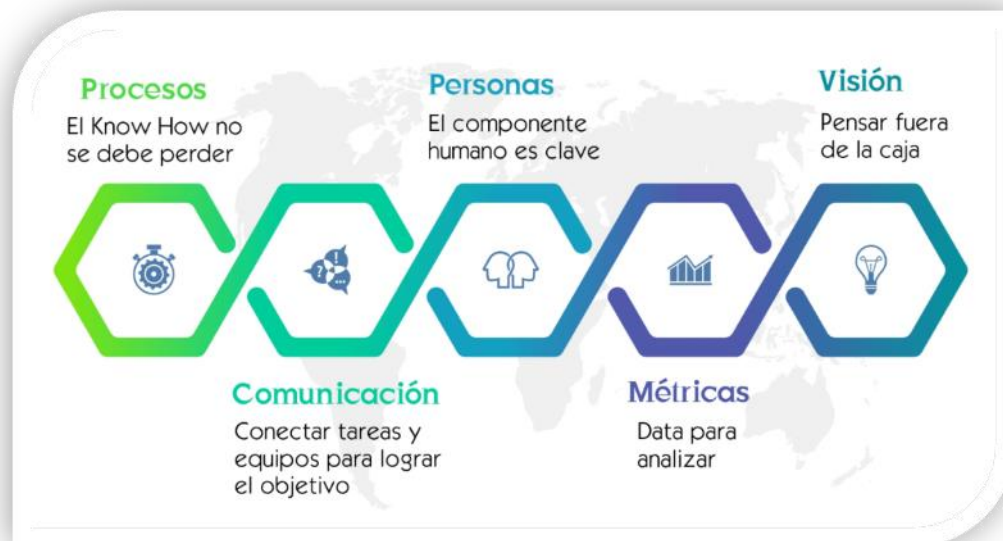 Procesos
El Know How no
se debe perder
Personas
El componente
humano es clave
Visión
Pensar fuera
de la caja
?
!
...
Comunicación
Conectar tareas y
equipos para lograr
el objetivo
Métricas
Data para
analizar